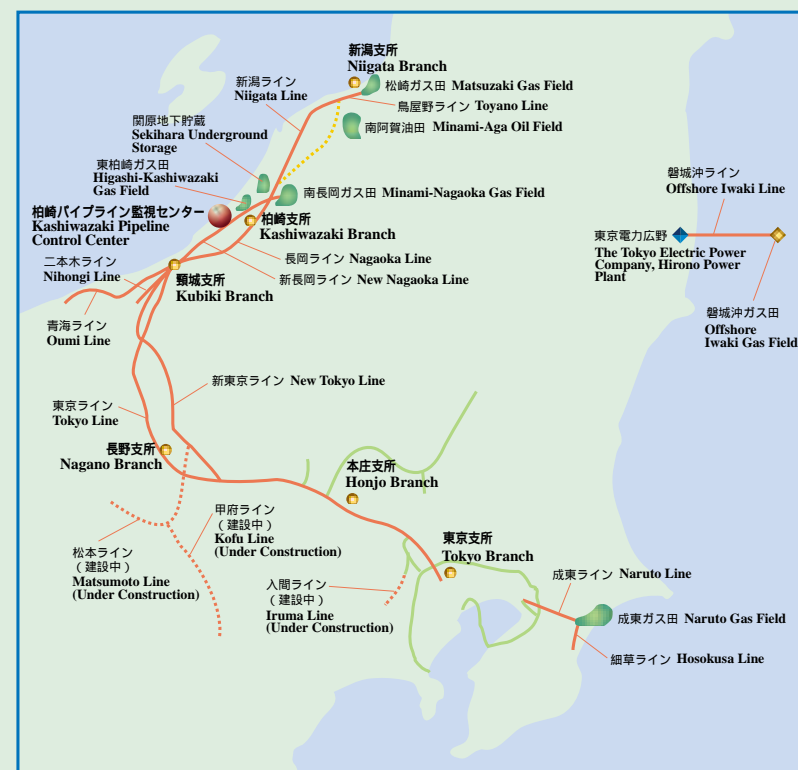 新潟支所
Niigata Branch
新潟ライン
Niigata Line
松崎ガス田 Matsuzaki Gas Field
鳥屋野ライン Toyano Line
関原地下貯蔵
Sekihara Underground
Storage
南阿賀油田 Minami-Aga Oil Field
東柏崎ガス田
Higashi-Kashiwazaki
Gas Field
南長岡ガス田 Minami-Nagaoka Gas Field
柏崎パイプライン監視センター
Kashiwazaki Pipeline
Control Center
柏崎支所
Kashiwazaki Branch
二本木ライン
Nihongi Line
長岡ライン Nagaoka Line
新長岡ライン New Nagaoka Line
頸城支所
Kubiki Branch
青海ライン
Oumi Line
磐城沖ライン
Offshore Iwaki Line
東京電力広野
The Tokyo Electric Power
Company, Hirono Power
Plant
磐城沖ガス田
Offshore
Iwaki Gas Field
新東京ライン New Tokyo Line
東京ライン
Tokyo Line
長野支所
Nagano Branch
本庄支所
Honjo Branch
甲府ライン
（建設中）
Kofu Line
(Under Construction)
松本ライン
（建設中）
Matsumoto Line
(Under Construction)
東京支所
Tokyo Branch
入間ライン
（建設中）
Iruma Line
(Under Construction)
成東ライン Naruto Line
成東ガス田 Naruto Gas Field
細草ライン Hosokusa Line